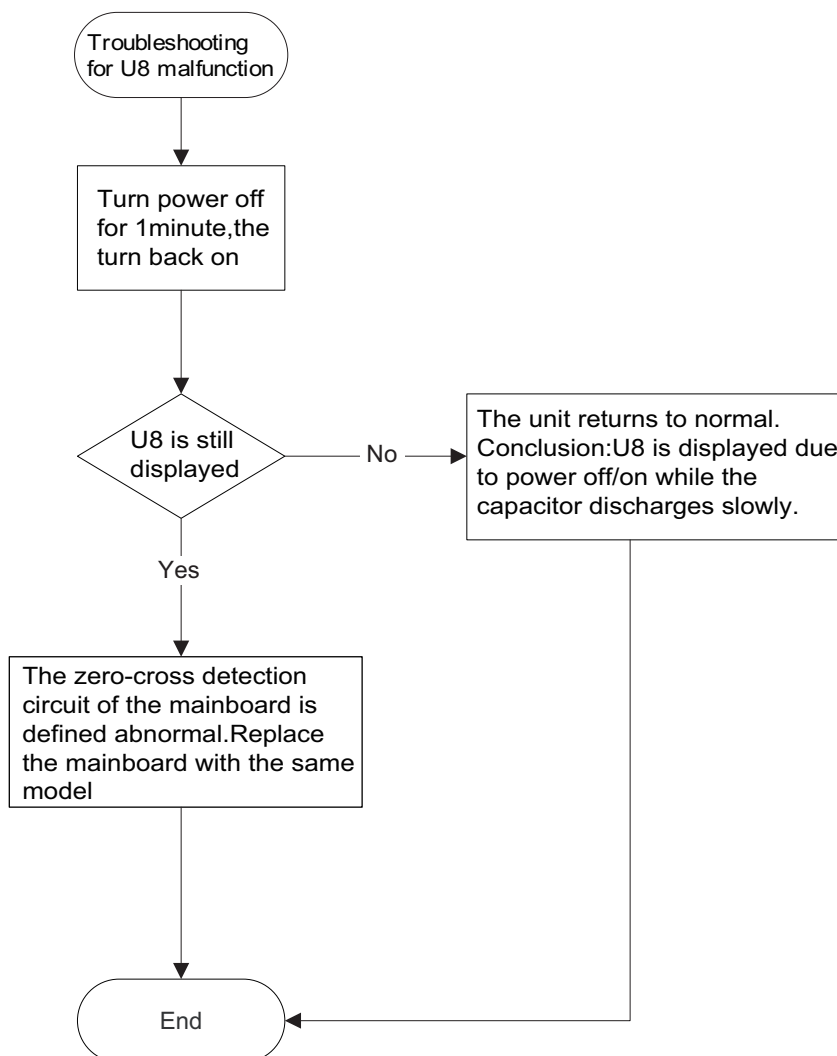 Troubleshooting
for U8 malfunction
Turn power off
for 1minute,the
turn back on
U8 is still
displayed
No
The unit returns to normal.
Conclusion:U8 is displayed due
to power off/on while the
capacitor discharges slowly.
Yes
The zero-cross detection
circuit of the mainboard is
defined abnormal.Replace
the mainboard with the same
model
End